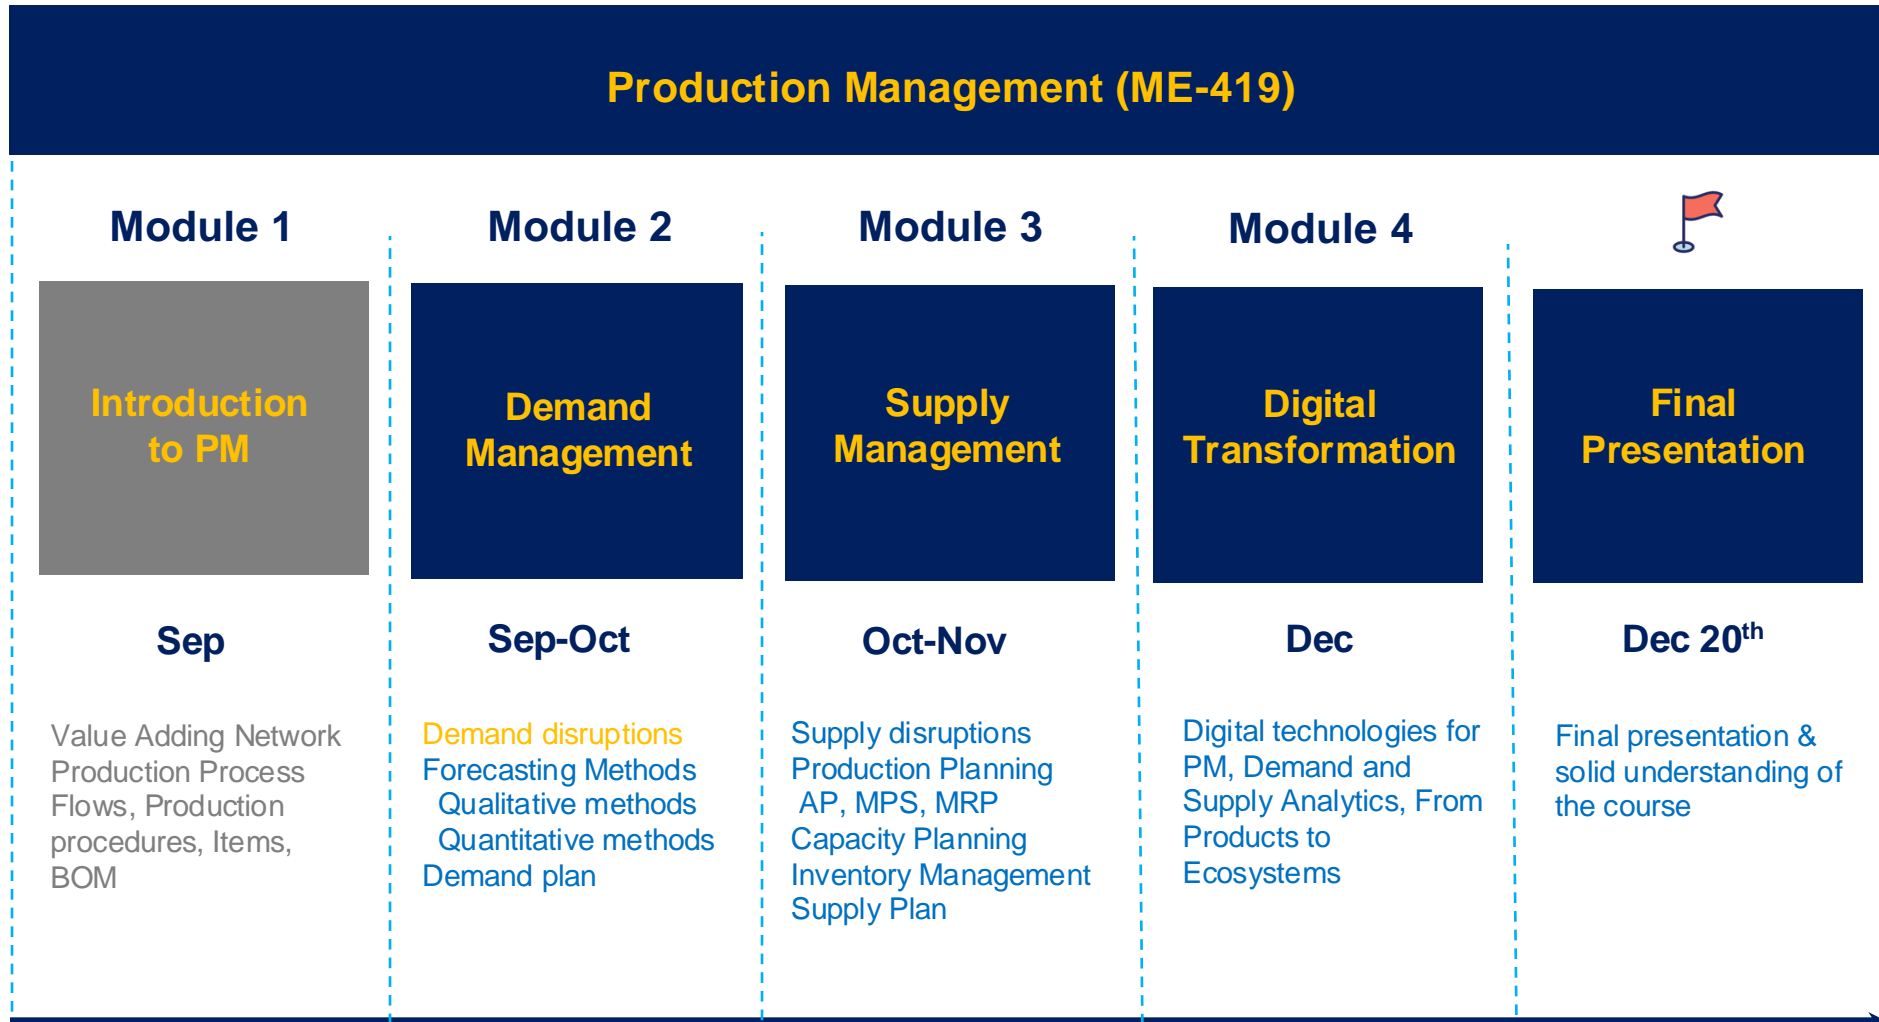 Production Management (ME-419)
Module 1
Introduction
to PM
Sep
Value Adding Network
Production Process
Flows, Production
procedures, Items,
BOM
Module 2
Demand
Management
Sep-Oct
Demand disruptions
Forecasting Methods
Qualitative methods
Quantitative methods
Demand plan
Module 3
Supply
Management
Oct-Nov
Supply disruptions
Production Planning
AP, MPS, MRP
Capacity Planning
Inventory Management
Supply Plan
Module 4
Digital
Transformation
Dec
Digital technologies for
PM, Demand and
Supply Analytics, From
Products to
Ecosystems
Final
Presentation
Dec 20th
Final presentation &
solid understanding of
the course